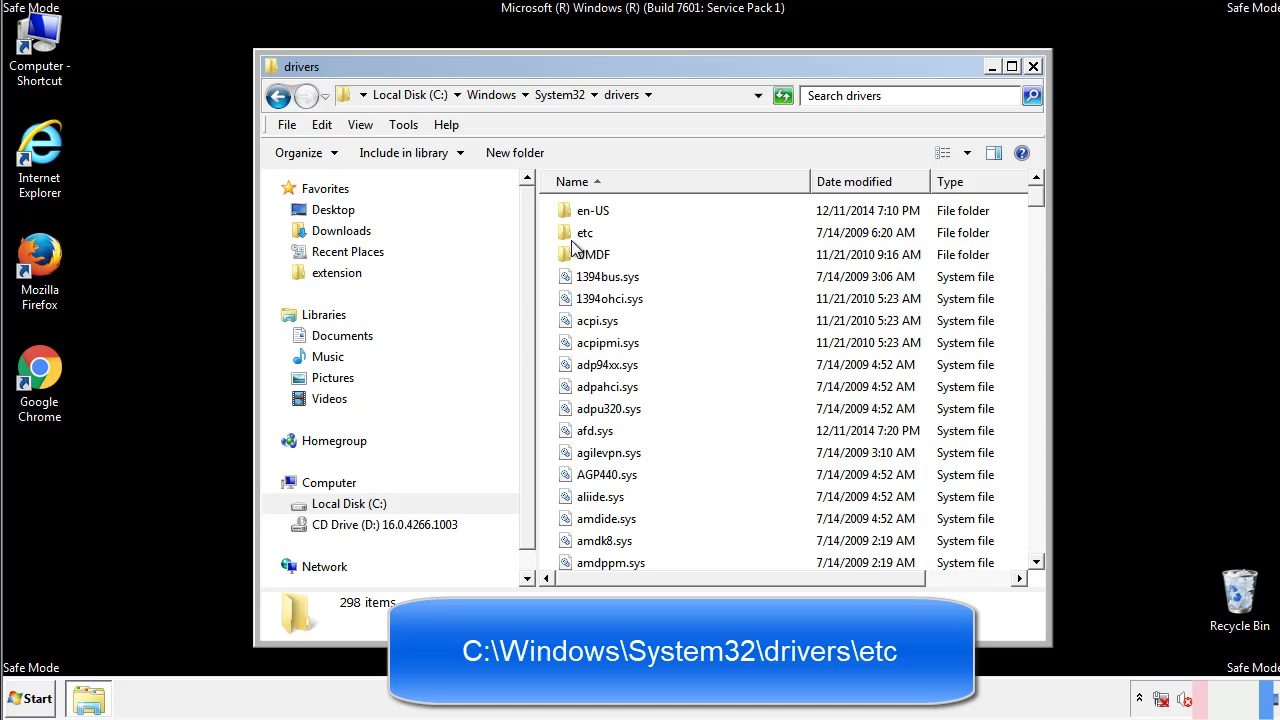 Safe Mode
Microsoft (R) Windows (R) (Build 7601: Service Pack 1)
Safe Mode
Computer -
Shortcut
Internet
Explorer
Mozilla
Firefox
Google
Chrome
drivers
Local Disk (C:) Windows System32 drivers
Search drivers
File Edit View Tools Help
Organize Include in library New folder
Favorites
Desktop
Downloads
Recent Places
extension
Libraries
Documents
Music
Pictures
Videos
Homegroup
Computer
Local Disk (C:)
CD Drive (D:) 16.0.4266.1003
Network
Name Date modified Type
en-US 12/11/2014 7:10 PM File folder
etc 7/14/2009 6:20 AM File folder
UMDF 11/21/2010 9:16 AM File folder
1394bus.sys 7/14/2009 3:06 AM System file
1394ohci.sys 11/21/2010 5:23 AM System file
acpi.sys 11/21/2010 5:23 AM System file
acpipmi.sys 11/21/2010 5:23 AM System file
adp94xx.sys 7/14/2009 4:52 AM System file
adpahci.sys 7/14/2009 4:52 AM System file
adpu320.sys 7/14/2009 4:52 AM System file
afd.sys 12/11/2014 7:20 PM System file
agilevpn.sys 7/14/2009 3:10 AM System file
AGP440.sys 7/14/2009 4:52 AM System file
aliide.sys 7/14/2009 4:52 AM System file
amdide.sys 7/14/2009 4:52 AM System file
amdk8.sys 7/14/2009 2:19 AM System file
amdppm.sys 7/14/2009 2:19 AM System file
298 items
C:\Windows\System32\drivers\etc
Recycle Bin
Safe Mode
Safe Mode
Start